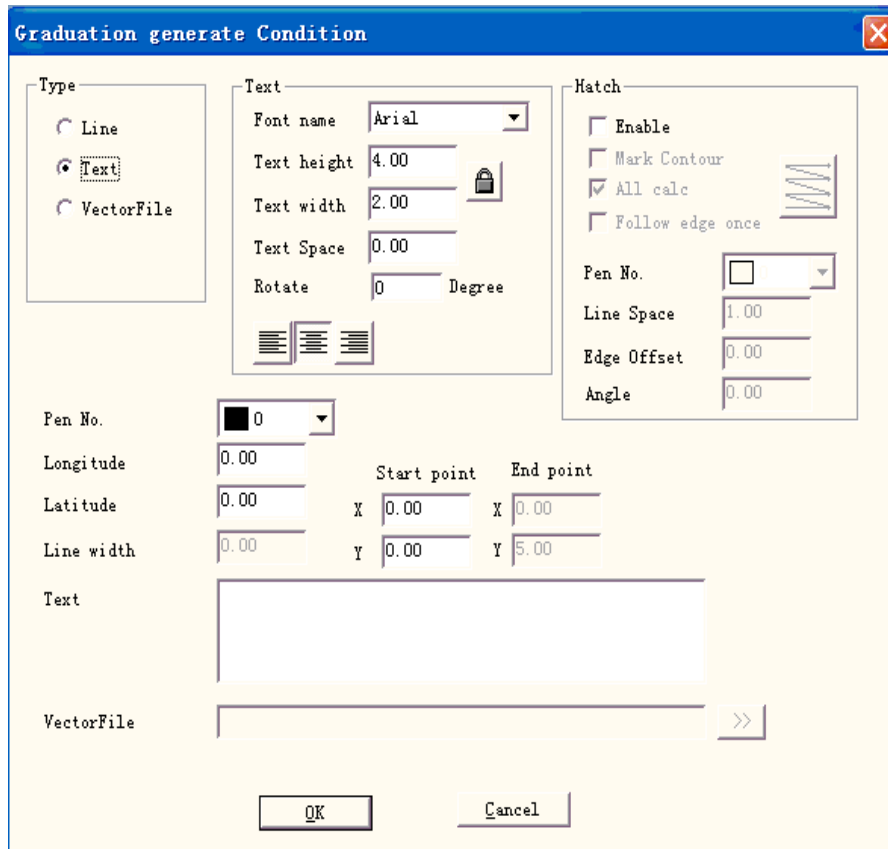 Graduation generate Condition
Type
Line
Text
VectorFile
Text
Font name Arial
Text height 4.00
Text width 2.00
Text Space 0.00
Rotate 0 Degree
Hatch
Enable
Mark Contour
All calc
Follow edge once
Pen No.
Line Space 1.00
Edge Offset 0.00
Angle 0.00
Pen No. 0
Longitude 0.00
Latitude 0.00
Line width 0.00
Start point End point
X 0.00 X 0.00
Y 0.00 Y 5.00
Text
VectorFile >>
OK Cancel